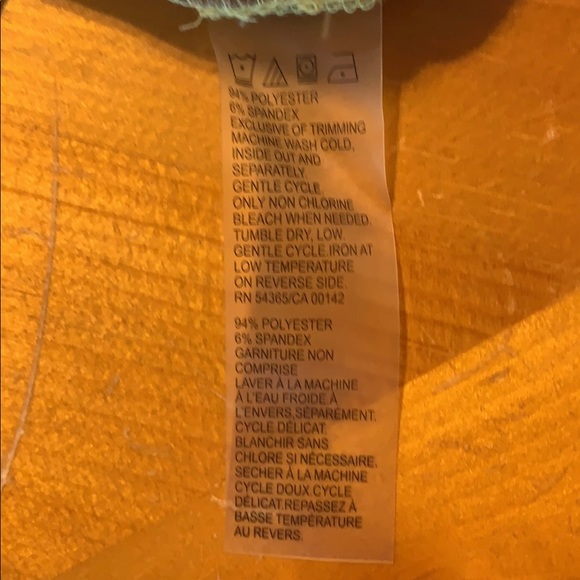 94% POLYESTER
6% SPANDEX
EXCLUSIVE OF TRIMMING
MACHINE WASH COLD,
INSIDE OUT AND
SEPARATELY
GENTLE CYCLE,
ONLY NON CHLORINE
BLEACH WHEN NEEDED.
TUMBLE DRY, LOW.
GENTLE CYCLE.IRON AT
LOW TEMPERATURE
ON REVERSE SIDE.
RN 54365/CA 00142
94% POLYESTER
6% SPANDEX
GARNITURE NON
COMPRISE
LAVER À LA MACHINE
À L'EAU FROIDE À
L'ENVERS,SÉPARÉMENT.
CYCLE DÉLICAT.
BLANCHIR SANS
CHLORE SI NÉCESSAIRE,
SECHER À LA MACHINE
CYCLE DOUX.CYCLE
DÉLICAT.REPASSEZ À
BASSE TEMPÉRATURE
AU REVERS.